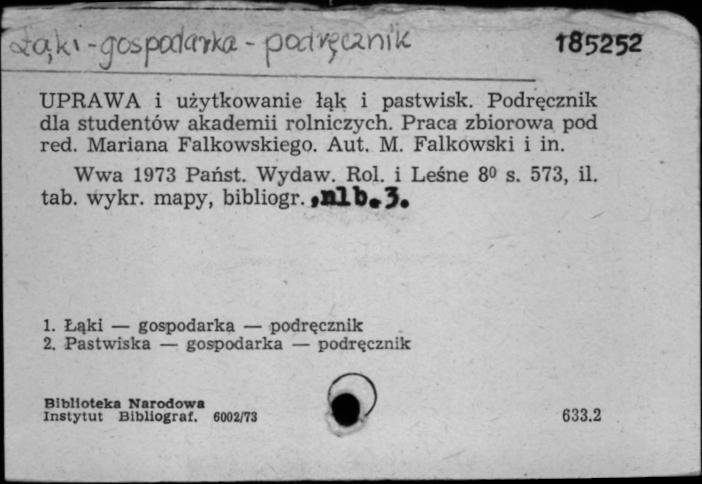 Łąki - gospodarka - podręcznik
185252
UPRAWA i użytkowanie łąk i pastwisk. Podręcznik
dla studentów akademii rolniczych. Praca zbiorowa pod
red. Mariana Falkowskiego. Aut. M. Falkowski i in.
Wwa 1973 Państ. Wydaw. Rol. i Leśne 8⁰ s. 573, il.
tab. wykr. mapy, bibliogr. ,nlb.3.
1. Łąki — gospodarka — podręcznik
2. Pastwiska — gospodarka — podręcznik
Biblioteka Narodowa
Instytut Bibliograf. 6002/73
633.2